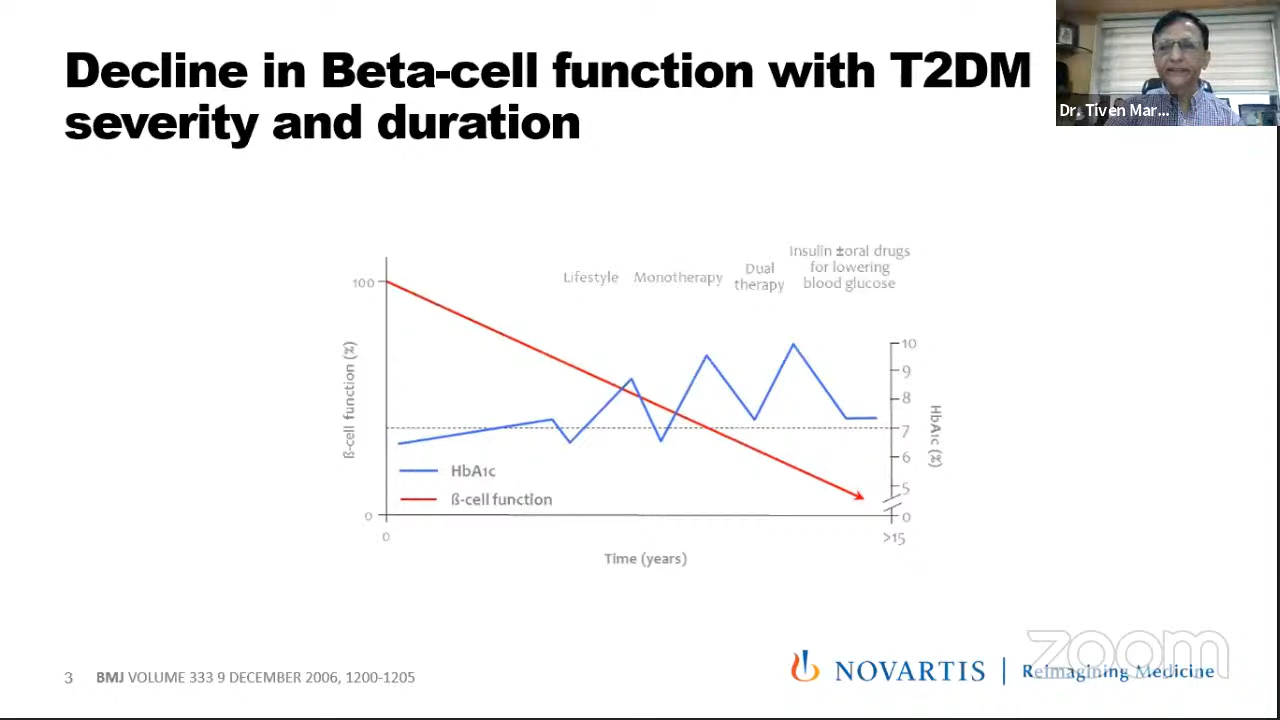 Decline in Beta-cell function with T2DM
severity and duration
Dr. Tiven Mar...
Lifestyle
Monotherapy
Dual
therapy
Insulin ±oral drugs
for lowering
blood glucose
100
0
ß-cell function (%)
HbA1c
ß-cell function
10
9
8
7
6
5
0
HbA1c (%)
0
>15
Time (years)
3 BMJ VOLUME 333 9 DECEMBER 2006, 1200-1205
NOVARTIS | Reimagining Medicine
zoom